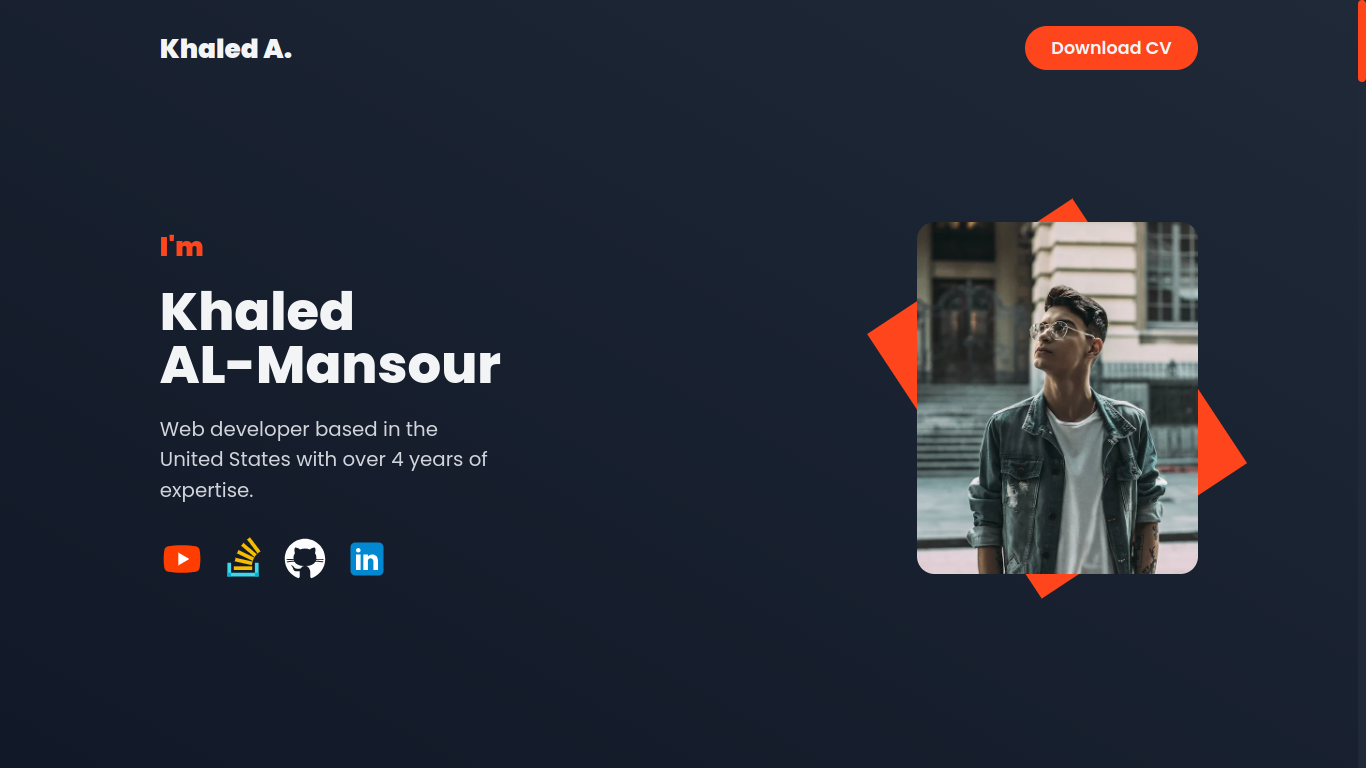 Khaled A.
Download CV
I'm
Khaled
AL-Mansour
Web developer based in the
United States with over 4 years of
expertise.
in